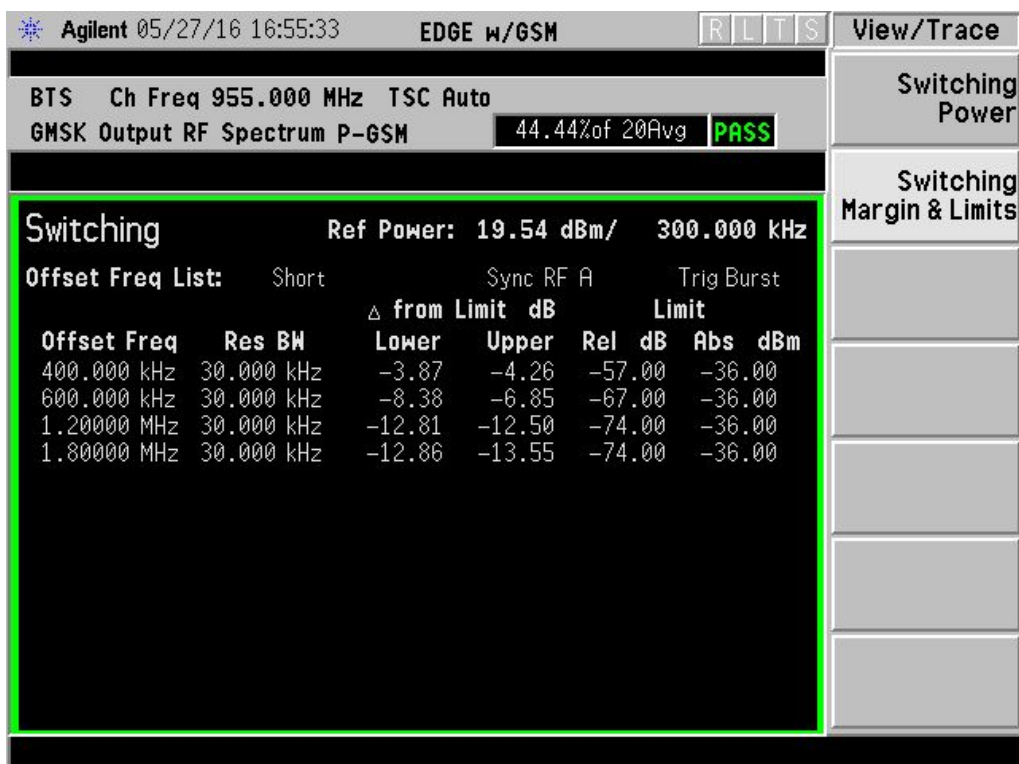 Agilent 05/27/16 16:55:33 EDGE w/GSM R L T S View/Trace
BTS Ch Freq 955.000 MHz TSC Auto
GMSK Output RF Spectrum P-GSM 44.44%of 20Avg PASS
Switching Ref Power: 19.54 dBm/ 300.000 kHz
Offset Freq List: Short Sync RF A Trig Burst
△ from Limit dB Limit
Offset Freq Res BW Lower Upper Rel dB Abs dBm
400.000 kHz 30.000 kHz -3.87 -4.26 -57.00 -36.00
600.000 kHz 30.000 kHz -8.38 -6.85 -67.00 -36.00
1.20000 MHz 30.000 kHz -12.81 -12.50 -74.00 -36.00
1.80000 MHz 30.000 kHz -12.86 -13.55 -74.00 -36.00
Switching
Power
Switching
Margin & Limits